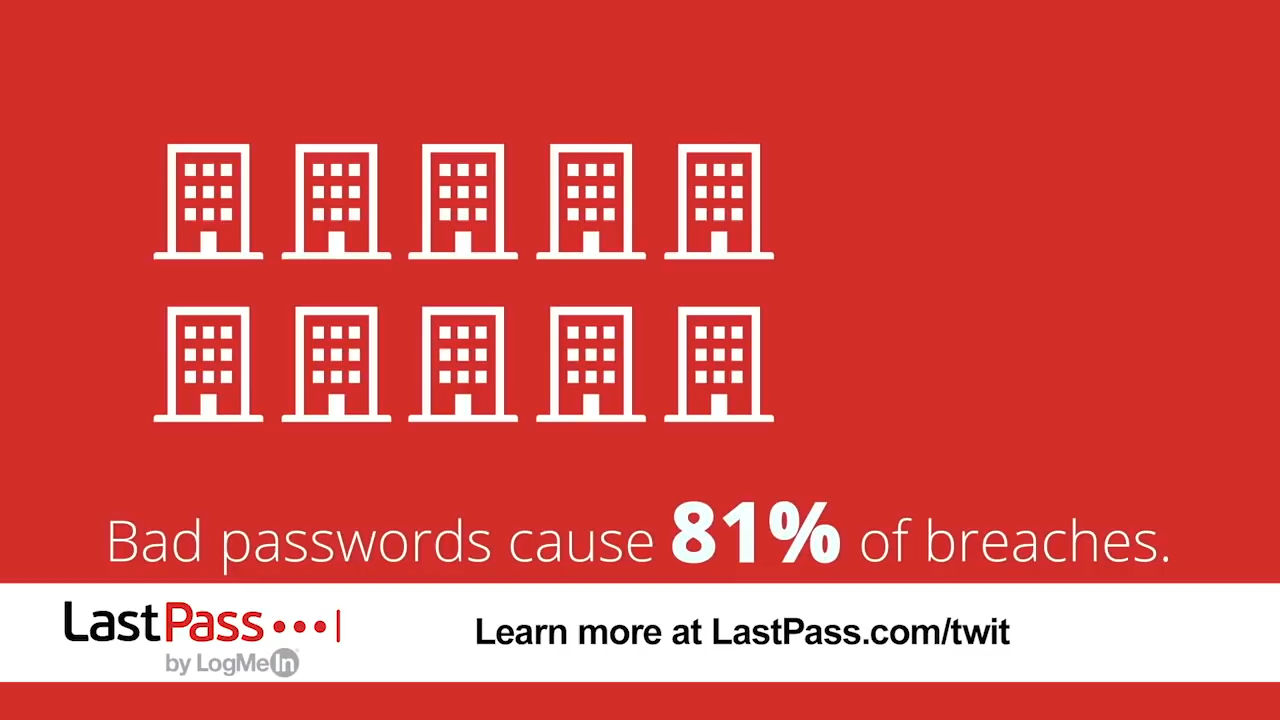 Bad passwords cause 81% of breaches.
LastPass•••|
by LogMeIn
Learn more at LastPass.com/twit